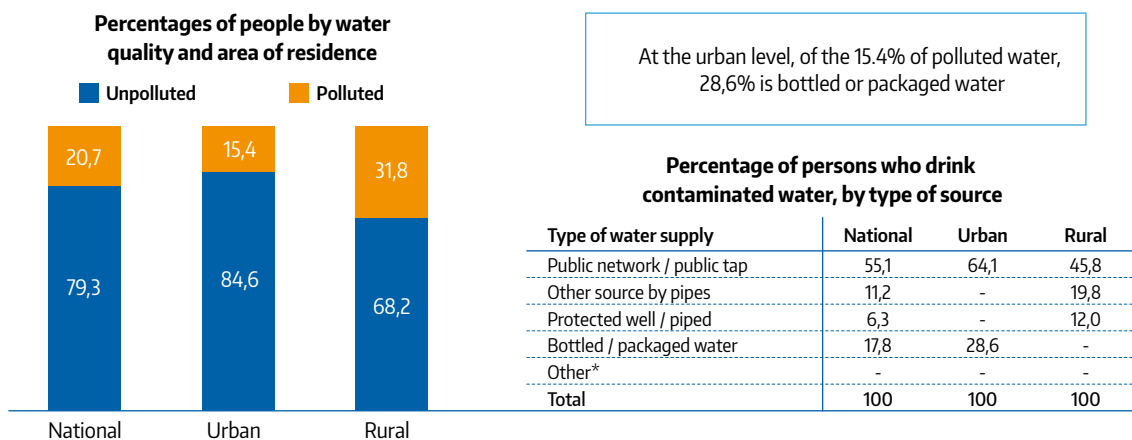 Percentages of people by water
quality and area of residence
Unpolluted Polluted
20,7 15,4 31,8
79,3 84,6 68,2
National Urban Rural
At the urban level, of the 15.4% of polluted water,
28,6% is bottled or packaged water
Percentage of persons who drink
contaminated water, by type of source
Type of water supply National Urban Rural
Public network / public tap 55,1 64,1 45,8
Other source by pipes 11,2 - 19,8
Protected well / piped 6,3 - 12,0
Bottled / packaged water 17,8 28,6 -
Other* - - -
Total 100 100 100